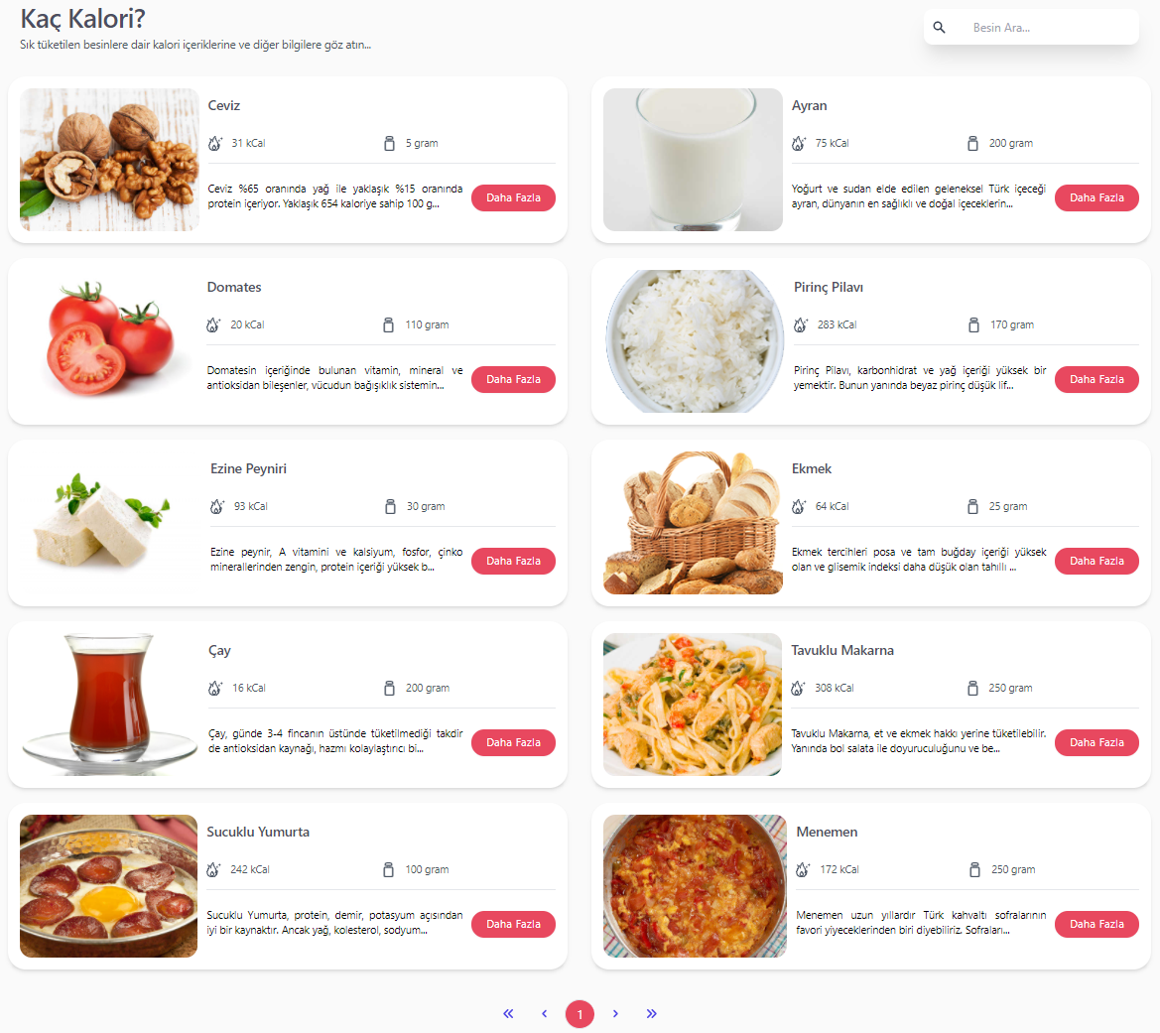 Kaç Kalori?
Sık tüketilen besinlere dair kalori içeriklerine ve diğer bilgilere göz atın...
Besin Ara...
Ceviz
31 kCal
5 gram
Ceviz %65 oranında yağ ile yaklaşık %15 oranında
protein içeriyor. Yaklaşık 654 kaloriye sahip 100 g...
Daha Fazla
Ayran
75 kCal
200 gram
Yoğurt ve sudan elde edilen geleneksel Türk içeceği
ayran, dünyanın en sağlıklı ve doğal içeceklerin...
Daha Fazla
Domates
20 kCal
110 gram
Domatesin içeriğinde bulunan vitamin, mineral ve
antioksidan bileşenler, vücudun bağışıklık sistemin...
Daha Fazla
Pirinç Pilavı
283 kCal
170 gram
Pirinç Pilavı, karbonhidrat ve yağ içeriği yüksek bir
yemektir. Bunun yanında beyaz pirinç düşük lif...
Daha Fazla
Ezine Peyniri
93 kCal
30 gram
Ezine peynir, A vitamini ve kalsiyum, fosfor, çinko
minerallerinden zengin, protein içeriği yüksek b...
Daha Fazla
Ekmek
64 kCal
25 gram
Ekmek tercihleri posa ve tam buğday içeriği yüksek
olan ve glisemik indeksi daha düşük olan tahıllı ...
Daha Fazla
Çay
16 kCal
200 gram
Çay, günde 3-4 fincanın üstünde tüketilmediği takdir
de antioksidan kaynağı, hazmı kolaylaştırıcı bi...
Daha Fazla
Tavuklu Makarna
308 kCal
250 gram
Tavuklu Makarna, et ve ekmek hakkı yerine tüketilebilir.
Yanında bol salata ile doyuruculuğunu ve be...
Daha Fazla
Sucuklu Yumurta
242 kCal
100 gram
Sucuklu Yumurta, protein, demir, potasyum açısından
iyi bir kaynaktır. Ancak yağ, kolesterol, sodyum...
Daha Fazla
Menemen
172 kCal
250 gram
Menemen uzun yıllardır Türk kahvaltı sofralarının
favori yiyeceklerinden biri diyebiliriz. Sofraları...
Daha Fazla
« ‹ 1 › »